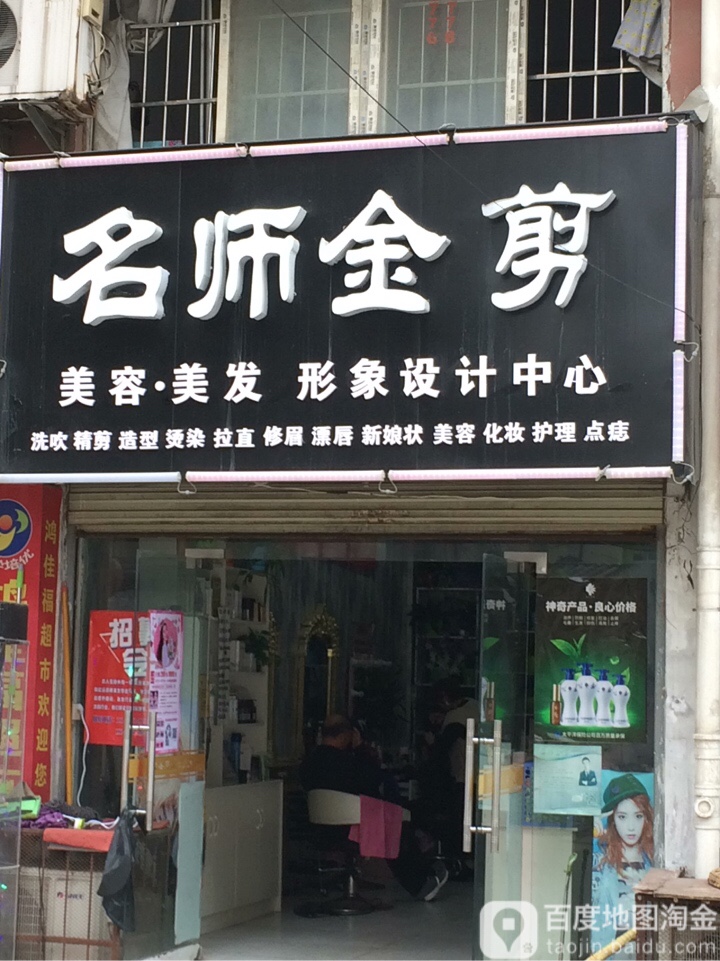 名师金剪
美容·美发 形象设计中心
洗吹 精剪 造型 烫染 拉直 修眉 漂唇 新娘状 美容 化妆 护理 点痣
鸿佳福超市欢迎您
招
神奇产品·良心价格
百度地图淘金
taojin.baidu.com